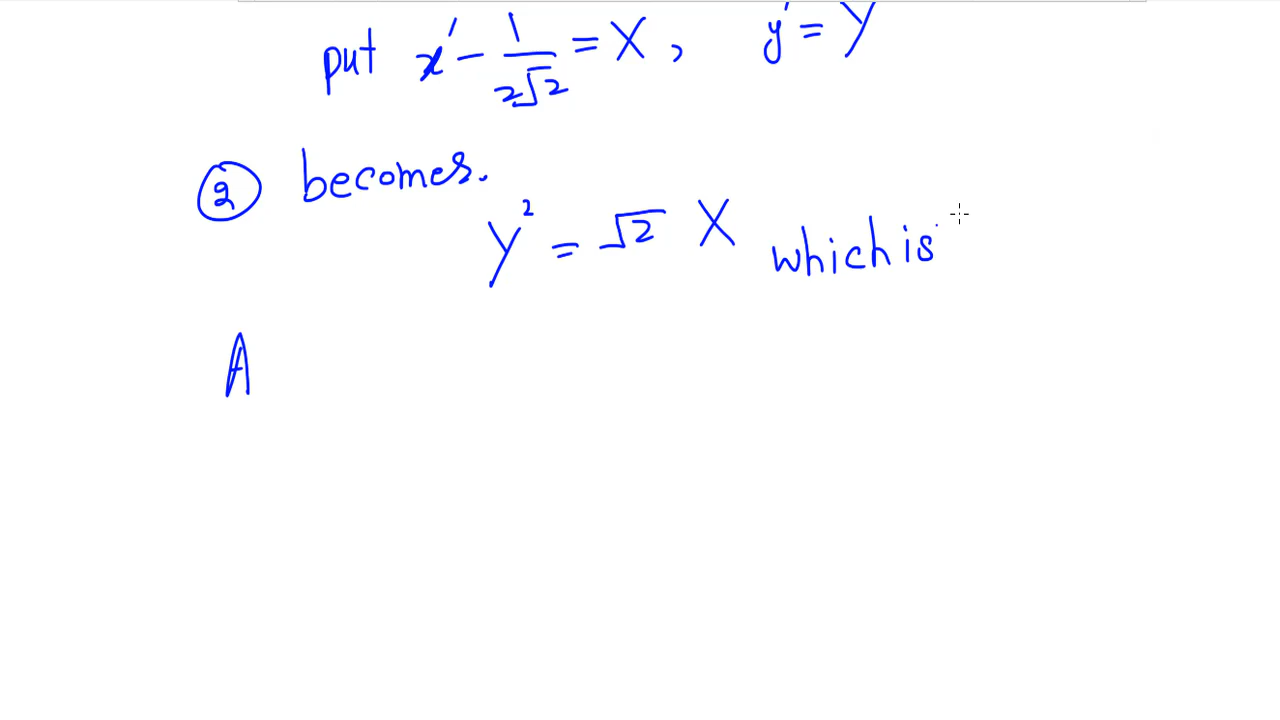 put x' - 1/2√2 = X, y' = Y
② becomes.
Y² = √2 X which is
A